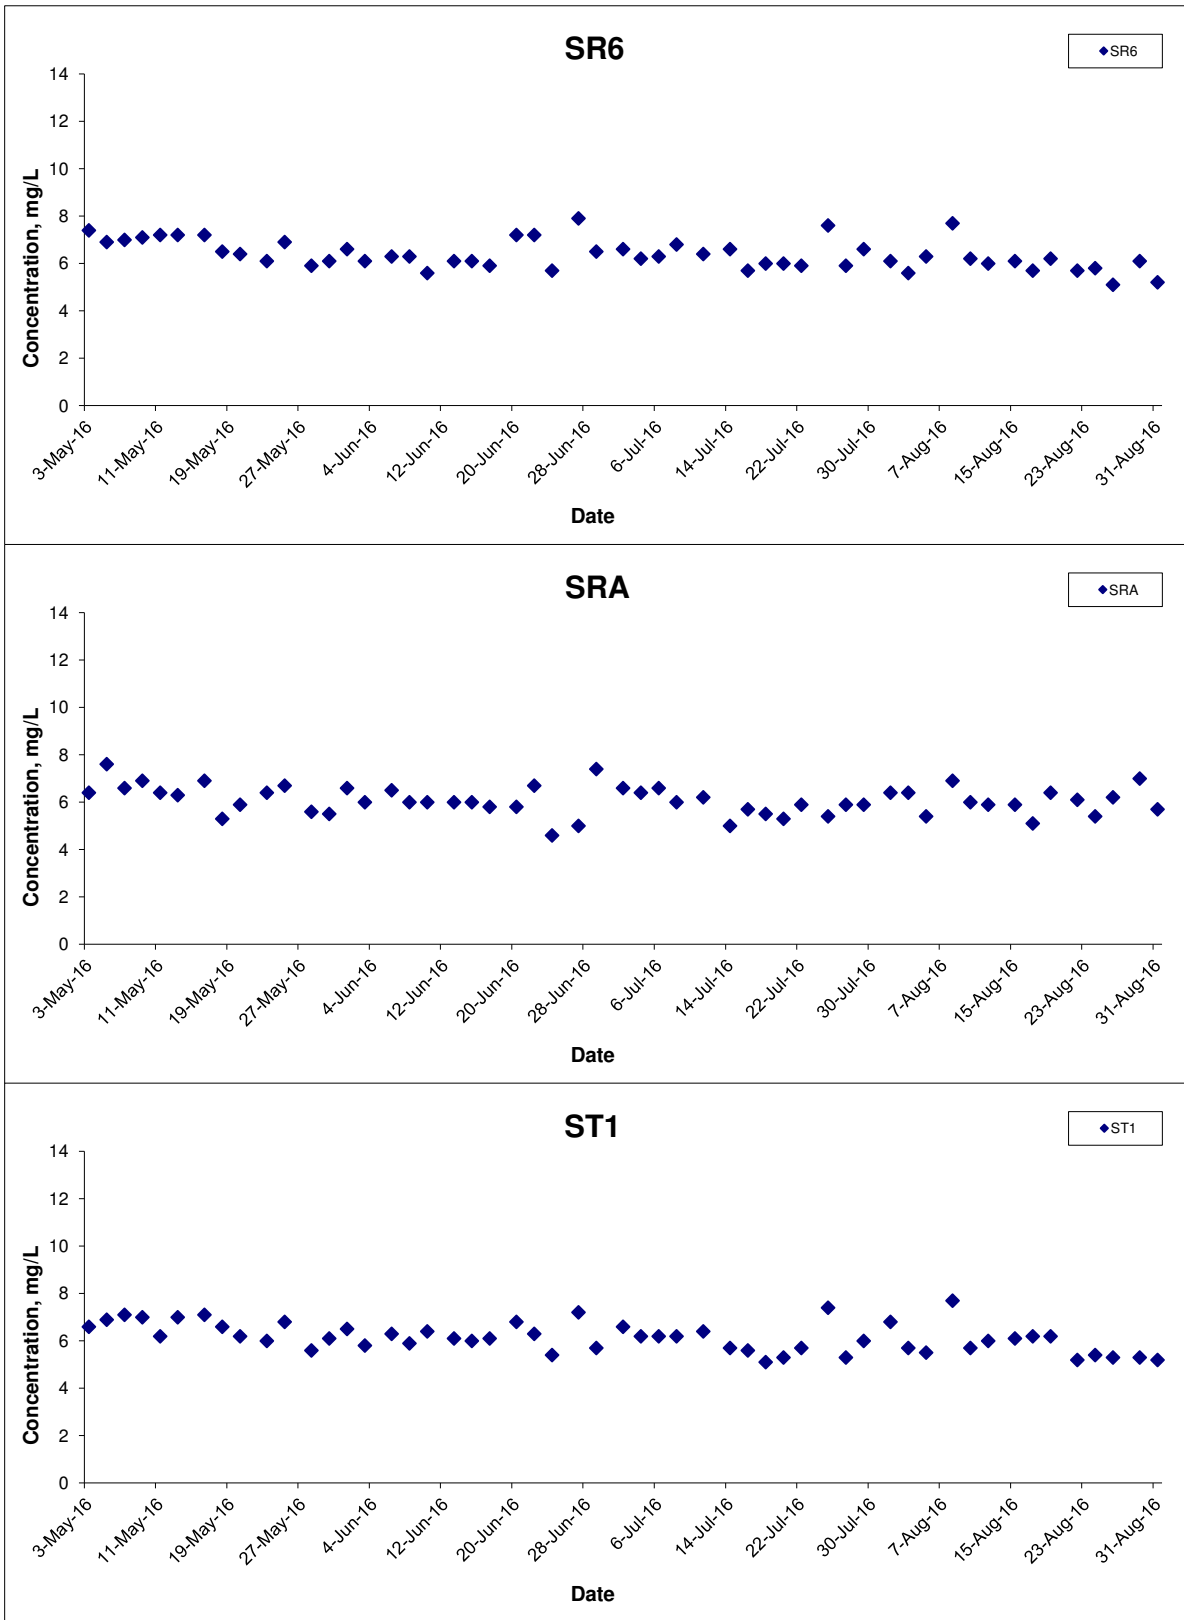 SR6
SR6
14
12
10
8
6
4
2
0
Concentration, mg/L
3-May-16
11-May-16
19-May-16
27-May-16
4-Jun-16
12-Jun-16
20-Jun-16
28-Jun-16
6-Jul-16
14-Jul-16
22-Jul-16
30-Jul-16
7-Aug-16
15-Aug-16
23-Aug-16
31-Aug-16
Date
SRA
SRA
14
12
10
8
6
4
2
0
Concentration, mg/L
3-May-16
11-May-16
19-May-16
27-May-16
4-Jun-16
12-Jun-16
20-Jun-16
28-Jun-16
6-Jul-16
14-Jul-16
22-Jul-16
30-Jul-16
7-Aug-16
15-Aug-16
23-Aug-16
31-Aug-16
Date
ST1
ST1
14
12
10
8
6
4
2
0
Concentration, mg/L
3-May-16
11-May-16
19-May-16
27-May-16
4-Jun-16
12-Jun-16
20-Jun-16
28-Jun-16
6-Jul-16
14-Jul-16
22-Jul-16
30-Jul-16
7-Aug-16
15-Aug-16
23-Aug-16
31-Aug-16
Date